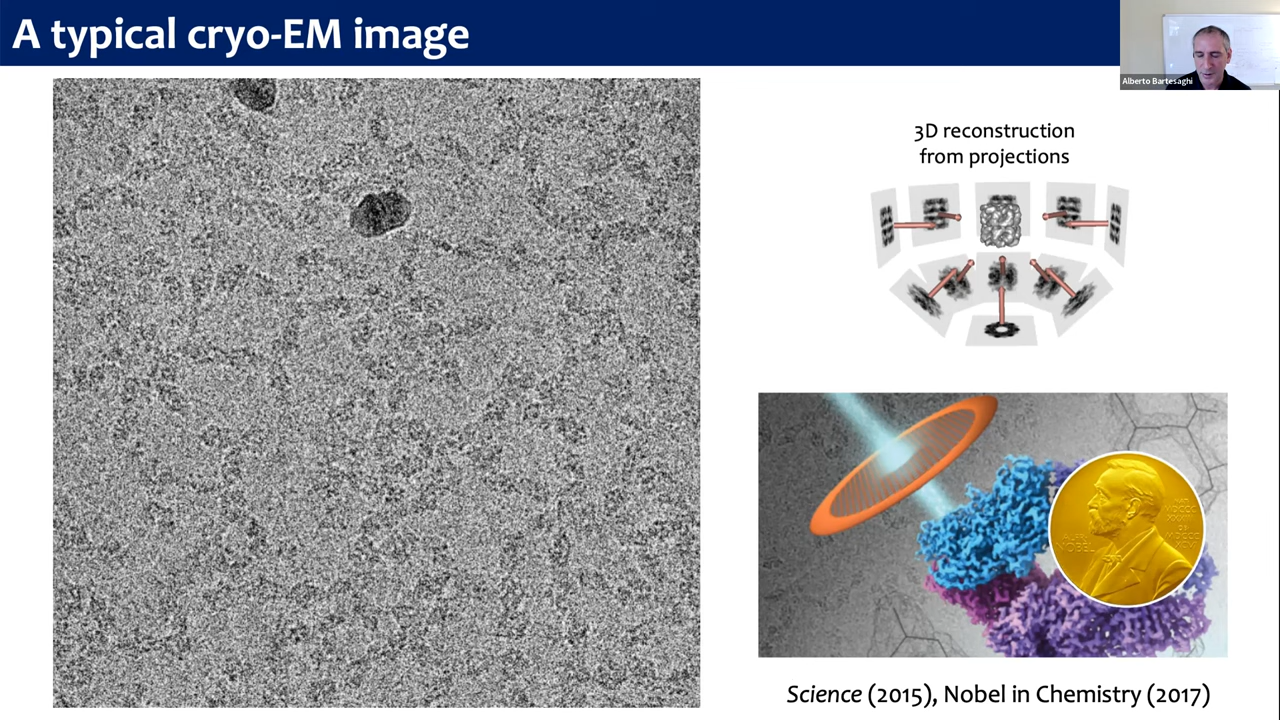 A typical cryo-EM image
Alberto Bartesaghi
3D reconstruction
from projections
Science (2015), Nobel in Chemistry (2017)